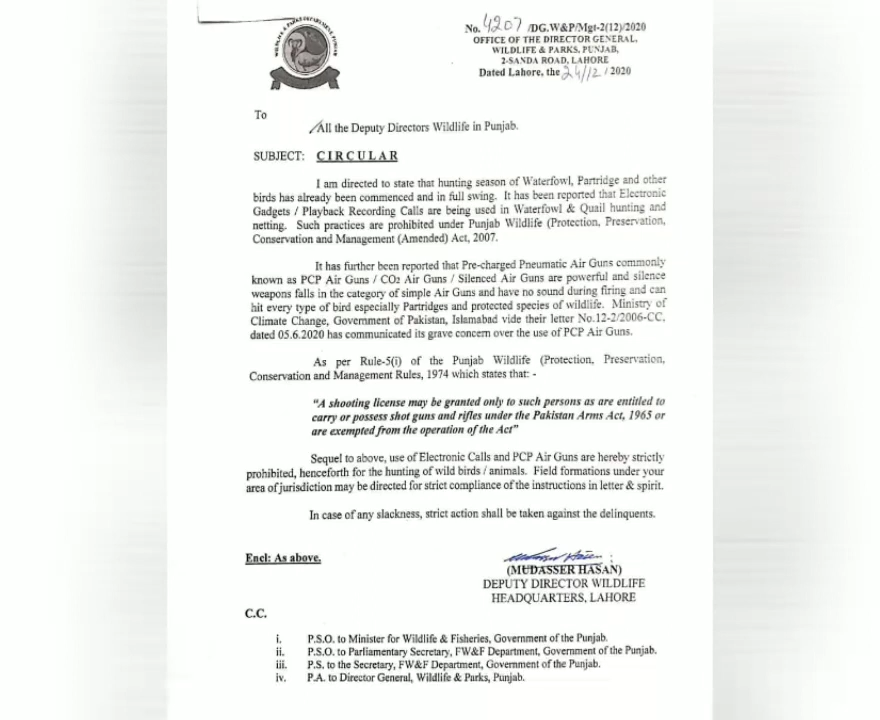 WILDLIFE & PARKS DEPARTMENT PUNJAB
No. 4207 /DG,W&P/Mgt-2(12)/2020
OFFICE OF THE DIRECTOR GENERAL,
WILDLIFE & PARKS, PUNJAB,
2-SANDA ROAD, LAHORE
Dated Lahore, the 24/12 / 2020
To
All the Deputy Directors Wildlife in Punjab.
SUBJECT: CIRCULAR
I am directed to state that hunting season of Waterfowl, Partridge and other
birds has already been commenced and in full swing. It has been reported that Electronic
Gadgets / Playback Recording Calls are being used in Waterfowl & Quail hunting and
netting. Such practices are prohibited under Punjab Wildlife (Protection, Preservation,
Conservation and Management (Amended) Act, 2007.
It has further been reported that Pre-charged Pneumatic Air Guns commonly
known as PCP Air Guns / CO2 Air Guns / Silenced Air Guns are powerful and silence
weapons falls in the category of simple Air Guns and have no sound during firing and can
hit every type of bird especially Partridges and protected species of wildlife. Ministry of
Climate Change, Government of Pakistan, Islamabad vide their letter No.12-2/2006-CC,
dated 05.6.2020 has communicated its grave concern over the use of PCP Air Guns.
As per Rule-5(i) of the Punjab Wildlife (Protection, Preservation,
Conservation and Management Rules, 1974 which states that: -
"A shooting license may be granted only to such persons as are entitled to
carry or possess shot guns and rifles under the Pakistan Arms Act, 1965 or
are exempted from the operation of the Act"
Sequel to above, use of Electronic Calls and PCP Air Guns are hereby strictly
prohibited, henceforth for the hunting of wild birds / animals. Field formations under your
area of jurisdiction may be directed for strict compliance of the instructions in letter & spirit.
In case of any slackness, strict action shall be taken against the delinquents.
Encl: As above.
(MUDASSER HASAN)
DEPUTY DIRECTOR WILDLIFE
HEADQUARTERS, LAHORE
C.C.
i. P.S.O. to Minister for Wildlife & Fisheries, Government of the Punjab.
ii. P.S.O. to Parliamentary Secretary, FW&F Department, Government of the Punjab.
iii. P.S. to the Secretary, FW&F Department, Government of the Punjab.
iv. P.A. to Director General, Wildlife & Parks, Punjab.